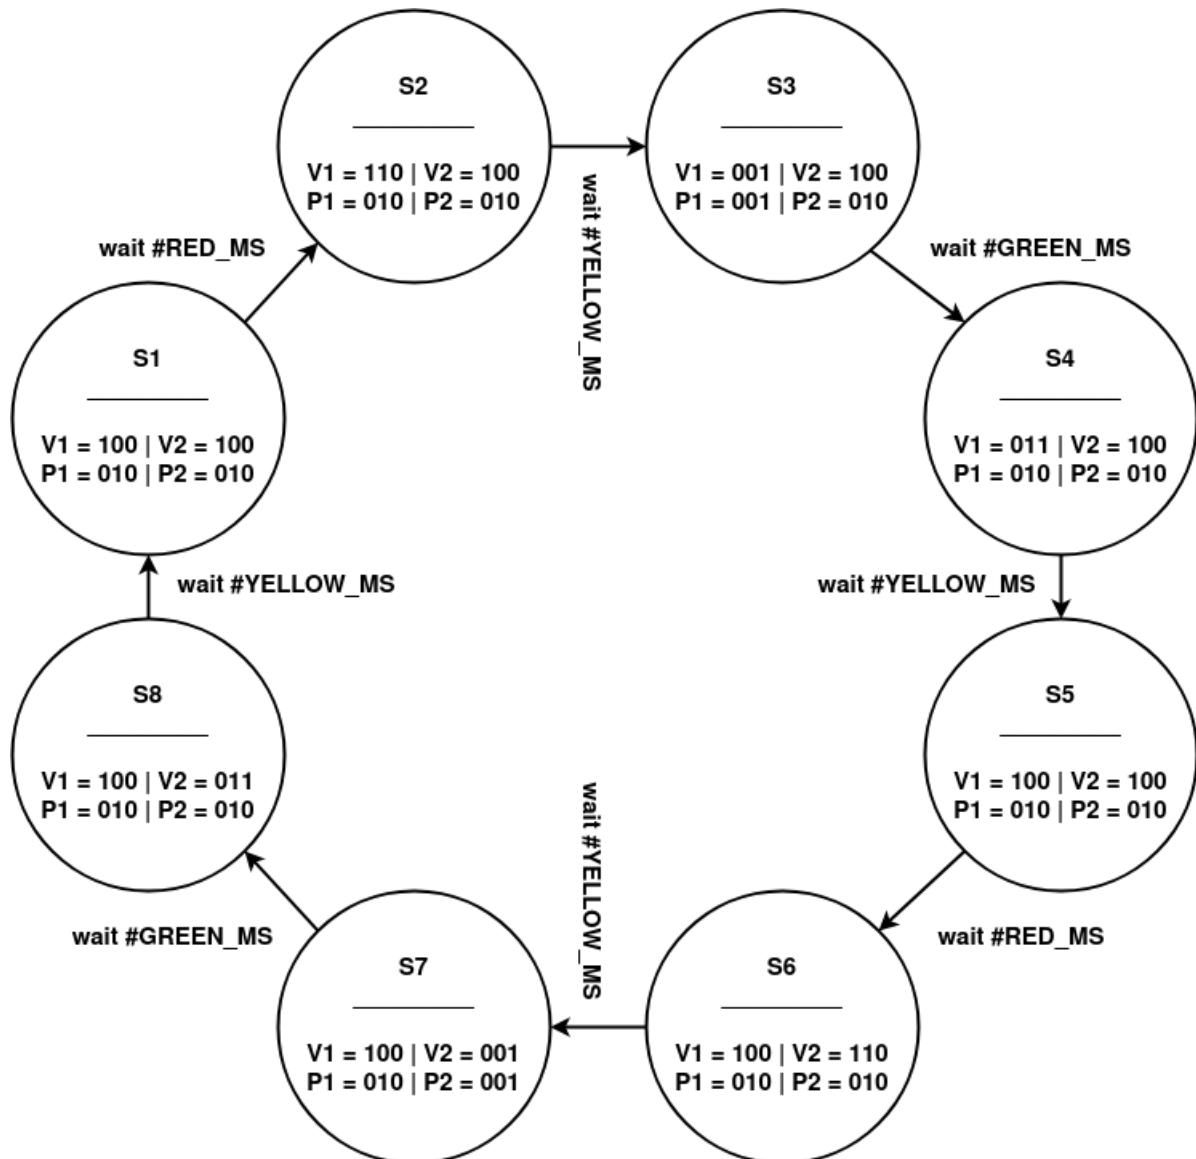 S2
V1 = 110 | V2 = 100
P1 = 010 | P2 = 010
wait #YELLOW_MS
S3
V1 = 001 | V2 = 100
P1 = 001 | P2 = 010
wait #GREEN_MS
S4
V1 = 011 | V2 = 100
P1 = 010 | P2 = 010
wait #YELLOW_MS
S5
V1 = 100 | V2 = 100
P1 = 010 | P2 = 010
wait #RED_MS
S6
V1 = 100 | V2 = 110
P1 = 010 | P2 = 010
wait #YELLOW_MS
S7
V1 = 100 | V2 = 001
P1 = 010 | P2 = 001
wait #GREEN_MS
S8
V1 = 100 | V2 = 011
P1 = 010 | P2 = 010
wait #YELLOW_MS
S1
V1 = 100 | V2 = 100
P1 = 010 | P2 = 010
wait #RED_MS